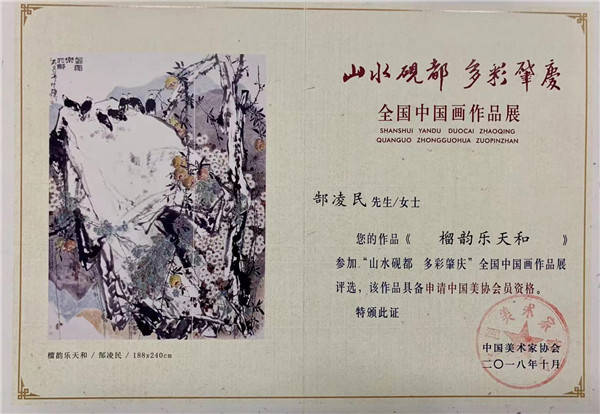 山水砚都 多彩肇慶
全国中国画作品展
SHANSHUI YANDU DUOCAI ZHAOQING
QUANGUO ZHONGGUOHUA ZUOPINZHAN
郜凌民 先生/女士
您的作品《 榴韵乐天和 》
参加“山水砚都 多彩肇庆”全国中国画作品展
评选，该作品具备申请中国美协会员资格。
特颁此证
中国美术家协会
二〇一八年十月
榴韵乐天和 / 郜凌民 / 188x240cm